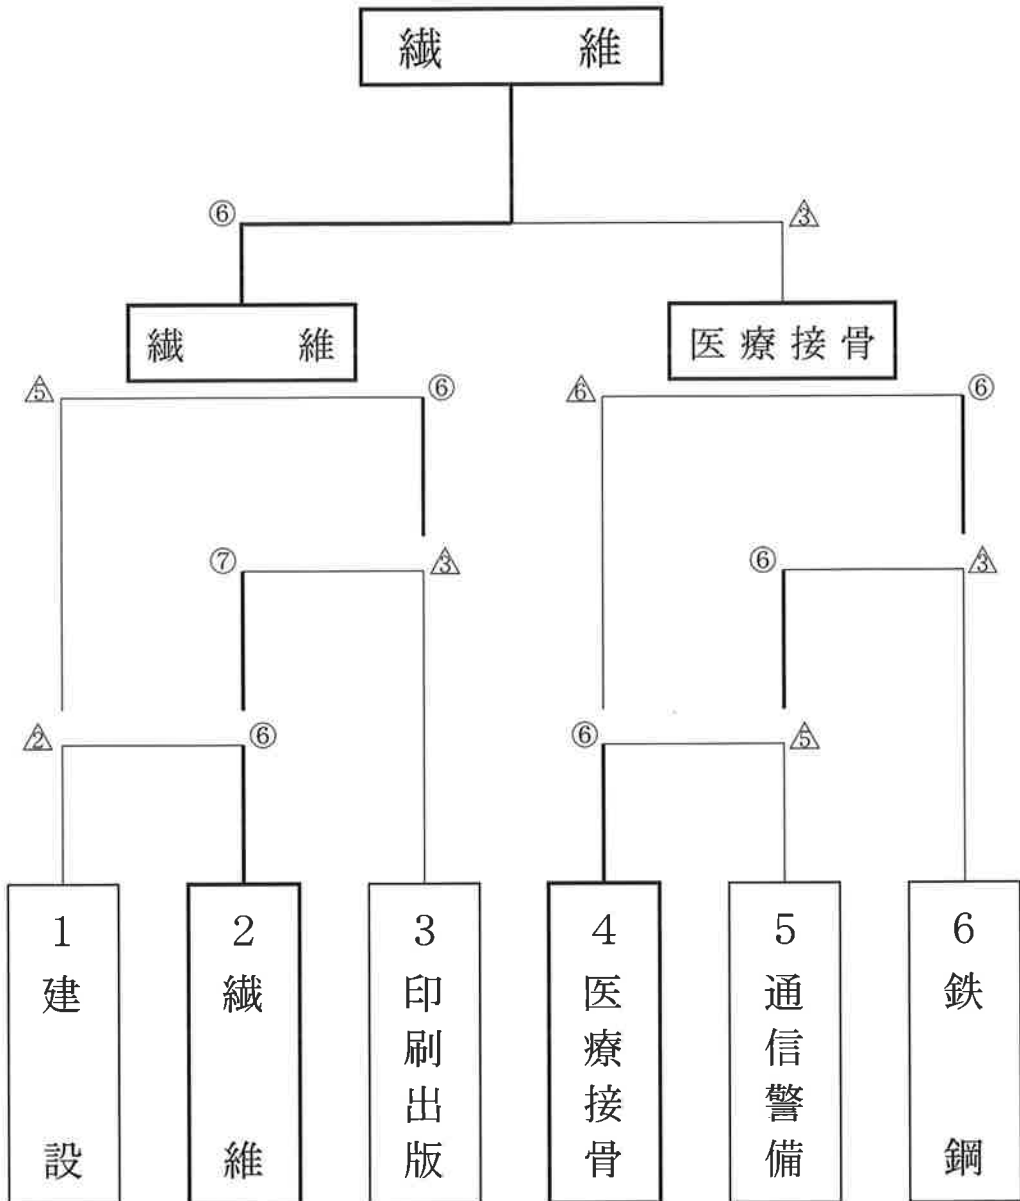 繊維
⑥ 3
繊維 医療接骨
5 ⑥ 6 ⑥
⑦ 3 ⑥ 3
2 ⑥ ⑥ 5
1 建設
2 繊維
3 印刷出版
4 医療接骨
5 通信警備
6 鉄鋼